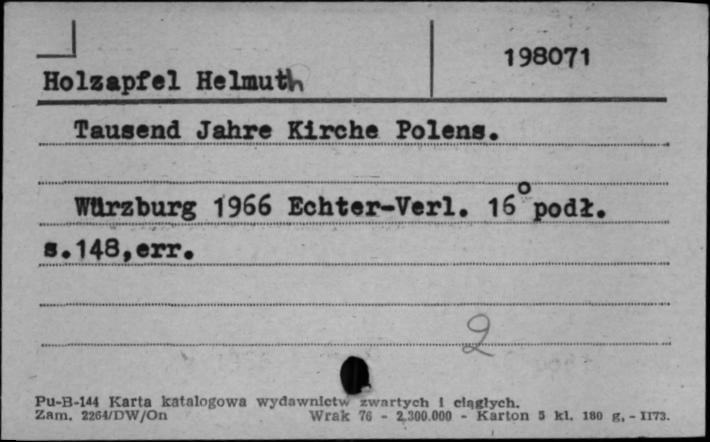 198071
Holzapfel Helmuth
Tausend Jahre Kirche Polens.
Würzburg 1966 Echter-Verl. 16° podł.
s.148,err.
2
Pu-B-144 Karta katalogowa wydawnictw zwartych i ciągłych.
Zam. 2264/DW/On Wrak 76 - 2.300.000 - Karton 5 kl. 180 g, - II73.